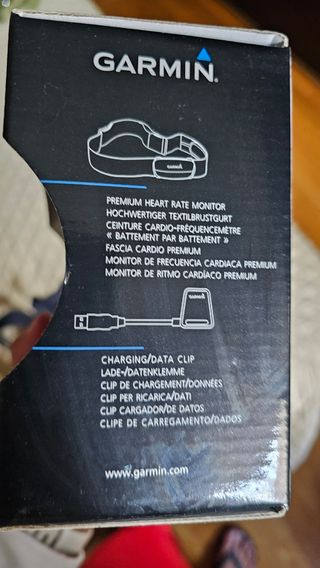 GARMIN.
GARMIN
PREMIUM HEART RATE MONITOR
HOCHWERTIGER TEXTILBRUSTGURT
CEINTURE CARDIO-FRÉQUENCEMÈTRE
« BATTEMENT PAR BATTEMENT »
FASCIA CARDIO PREMIUM
MONITOR DE FRECUENCIA CARDIACA PREMIUM
MONITOR DE RITMO CARDÍACO PREMIUM
GARMIN
CHARGING/DATA CLIP
LADE-/DATENKLEMME
CLIP DE CHARGEMENT/DONNÉES
CLIP PER RICARICA/DATI
CLIP CARGADOR/DE DATOS
CLIPE DE CARREGAMENTO/DADOS
www.garmin.com